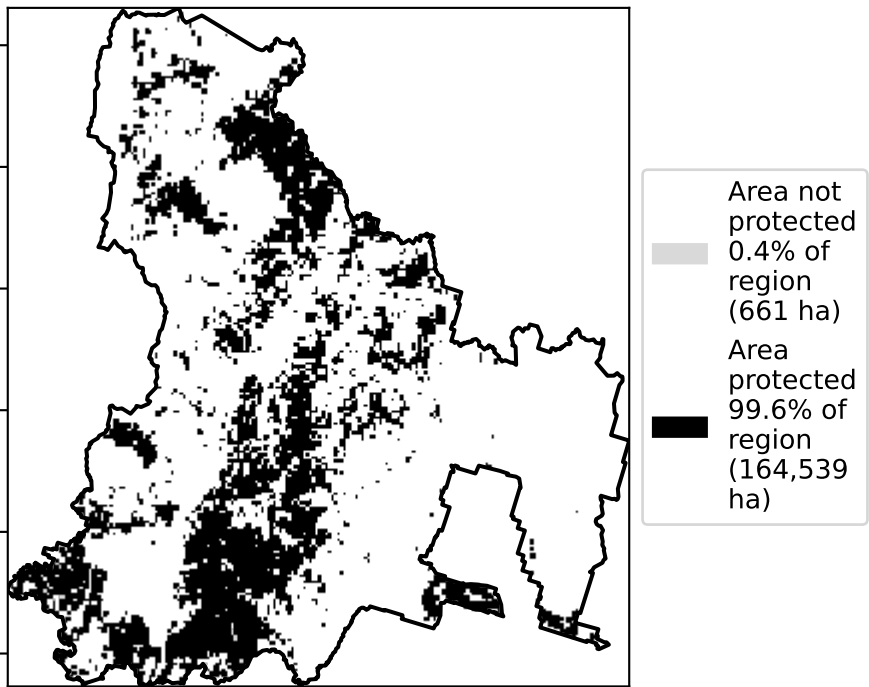 Area not
protected
0.4% of
region
(661 ha)
Area
protected
99.6% of
region
(164,539
ha)